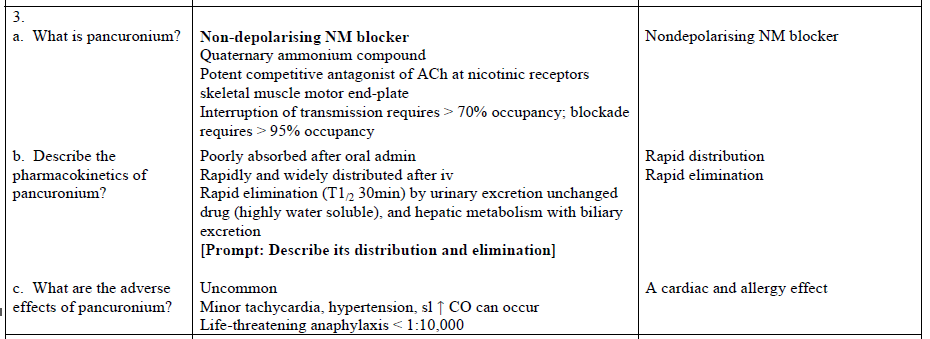 3.
a. What is pancuronium?
Non-depolarising NM blocker
Quaternary ammonium compound
Potent competitive antagonist of ACh at nicotinic receptors
skeletal muscle motor end-plate
Interruption of transmission requires > 70% occupancy; blockade
requires > 95% occupancy
Nondepolarising NM blocker
b. Describe the
pharmacokinetics of
pancuronium?
Poorly absorbed after oral admin
Rapidly and widely distributed after iv
Rapid elimination (T1/2 30min) by urinary excretion unchanged
drug (highly water soluble), and hepatic metabolism with biliary
excretion
[Prompt: Describe its distribution and elimination]
Rapid distribution
Rapid elimination
c. What are the adverse
effects of pancuronium?
Uncommon
Minor tachycardia, hypertension, sl ↑ CO can occur
Life-threatening anaphylaxis < 1:10,000
A cardiac and allergy effect